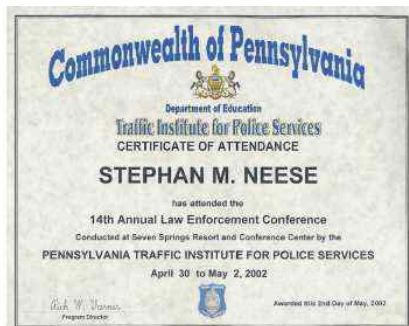 Commonwealth of Pennsylvania
Department of Education
Traffic Institute for Police Services
CERTIFICATE OF ATTENDANCE
STEPHAN M. NEESE
has attended the
14th Annual Law Enforcement Conference
Conducted at Seven Springs Resort and Conference Center by the
PENNSYLVANIA TRAFFIC INSTITUTE FOR POLICE SERVICES
April 30 to May 2, 2002
Awarded this 2nd Day of May, 2002
Program Director